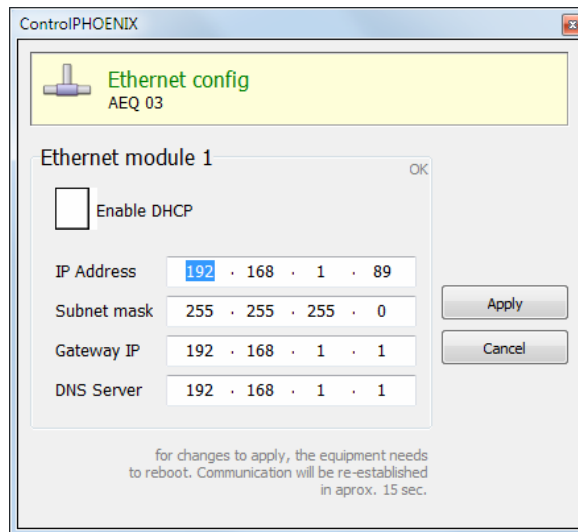 ControlPHOENIX
Ethernet config
AEQ 03
Ethernet module 1
OK
Enable DHCP
IP Address 192 . 168 . 1 . 89
Subnet mask 255 . 255 . 255 . 0
Gateway IP 192 . 168 . 1 . 1
DNS Server 192 . 168 . 1 . 1
Apply
Cancel
for changes to apply, the equipment needs
to reboot. Communication will be re-established
in aprox. 15 sec.